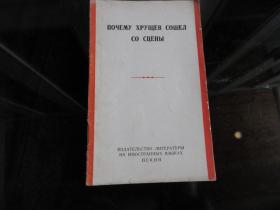 ПОЧЕМУ ХРУЩЕВ СОШЕЛ
СО СЦЕНЫ
ИЗДАТЕЛЬСТВО ЛИТЕРАТУРЫ
НА ИНОСТРАННЫХ ЯЗЫКАХ
ПЕКИН